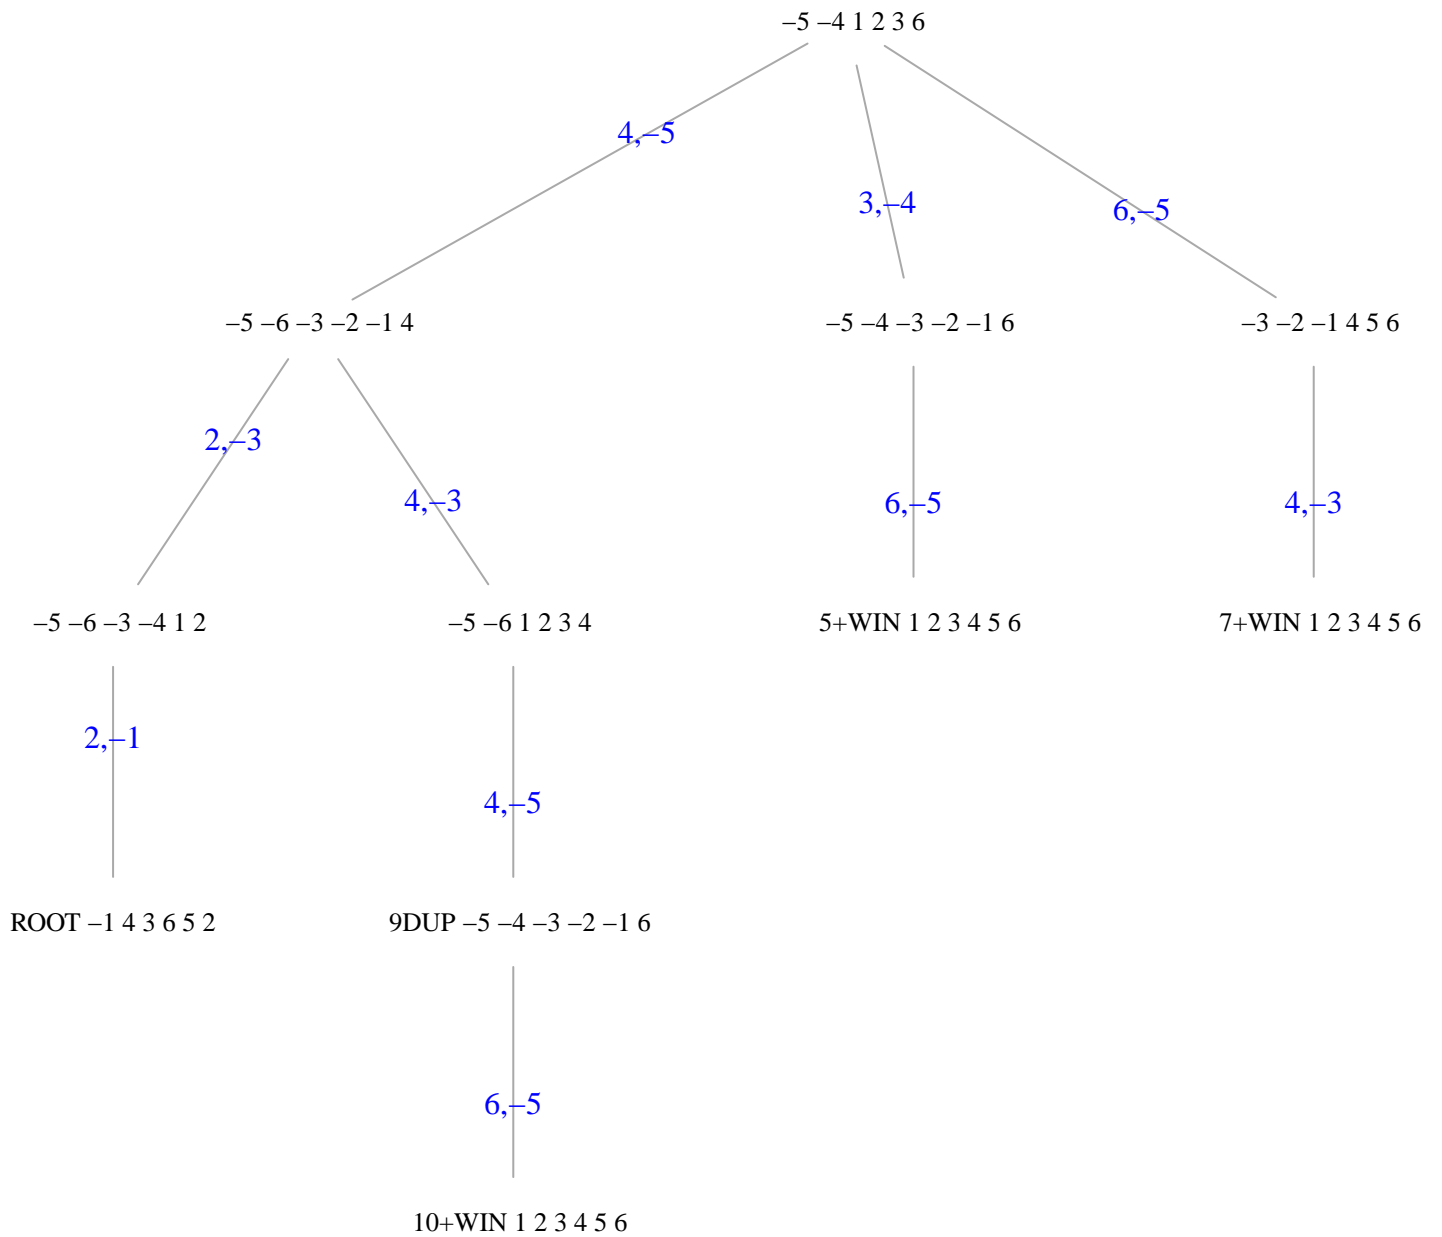 –5 –4 1 2 3 6
4,–5
3,–4
6,–5
–5 –6 –3 –2 –1 4
–5 –4 –3 –2 –1 6
–3 –2 –1 4 5 6
2,–3
4,–3
6,–5
4,–3
–5 –6 –3 –4 1 2
–5 –6 1 2 3 4
5+WIN 1 2 3 4 5 6
7+WIN 1 2 3 4 5 6
2,–1
4,–5
ROOT –1 4 3 6 5 2
9DUP –5 –4 –3 –2 –1 6
6,–5
10+WIN 1 2 3 4 5 6